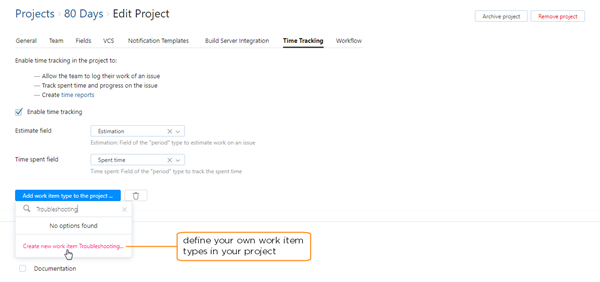 Projects › 80 Days › Edit Project
Archive project
Remove project
General Team Fields VCS Notification Templates Build Server Integration Time Tracking Workflow
Enable time tracking in the project to:
— Allow the team to log their work of an issue
— Track spent time and progress on the issue
— Create time reports
Enable time tracking
Estimate field
Estimation
Estimation: Field of the "period" type to estimate work on an issue
Time spent field
Spent time
Time spent: Field of the "period" type to track the spent time
Add work item type to the project ...
Troubleshooting
No options found
Create new work item Troubleshooting...
define your own work item
types in your project
Documentation